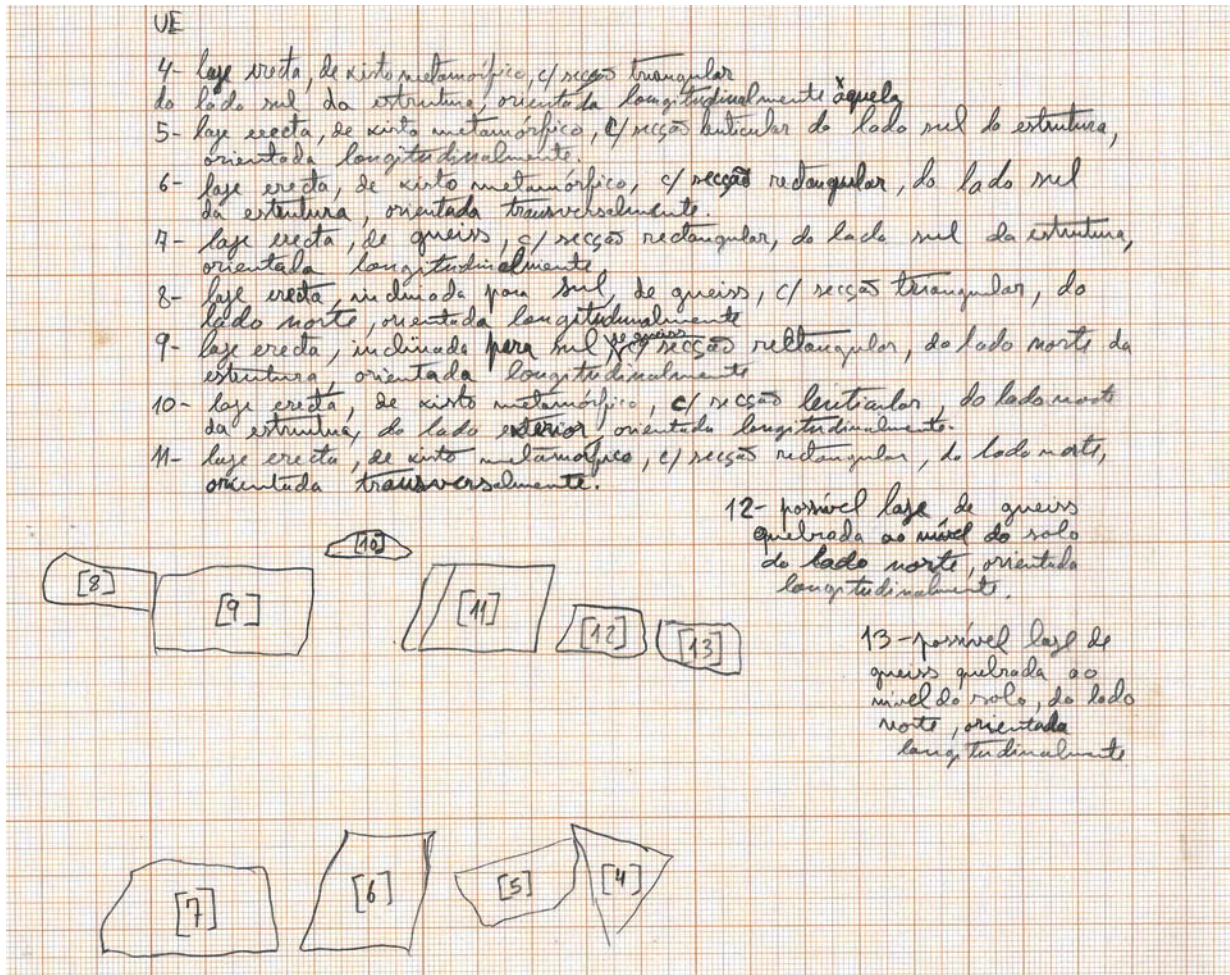 UE
4- laje erecta, de xisto metamórfico, c/ secção triangular
do lado sul da estrutura, orientada longitudinalmente àquela
5- laje erecta, de xisto metamórfico, c/ secção lenticular do lado sul da estrutura,
orientada longitudinalmente.
6- laje erecta, de xisto metamórfico, c/ secção rectangular, do lado sul
da estrutura, orientada transversalmente.
7- laje erecta, de gneiss, c/ secção rectangular, do lado sul da estrutura,
orientada longitudinalmente
8- laje erecta, inclinada para sul, de gneiss, c/ secção triangular, do
lado norte, orientada longitudinalmente
9- laje erecta, inclinada para sul de gneiss c/ secção rectangular, do lado norte da
estrutura, orientada longitudinalmente
10- laje erecta, de xisto metamórfico, c/ secção lenticular, do lado norte
da estrutura, do lado exterior, orientada longitudinalmente.
11- laje erecta, de xisto metamórfico, c/ secção rectangular, do lado norte,
orientada transversalmente.
12- possível laje de gneiss
quebrada ao nível do solo
do lado norte, orientada
longitudinalmente.
13- possível laje de
gneiss quebrada ao
nível do solo, do lado
norte, orientada
longitudinalmente
[8]
[9]
[10]
[11]
[12]
[13]
[7]
[6]
[5]
[4]